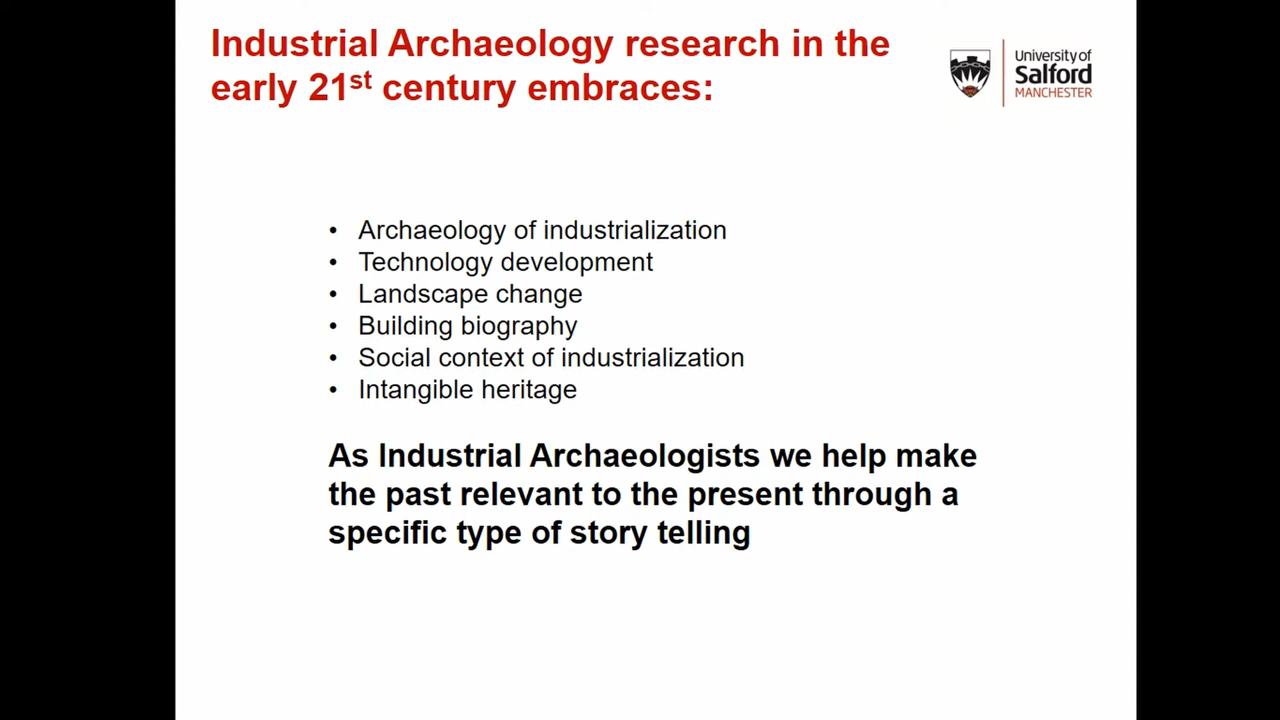 Industrial Archaeology research in the
early 21st century embraces:
University of
Salford
MANCHESTER
• Archaeology of industrialization
• Technology development
• Landscape change
• Building biography
• Social context of industrialization
• Intangible heritage
As Industrial Archaeologists we help make
the past relevant to the present through a
specific type of story telling